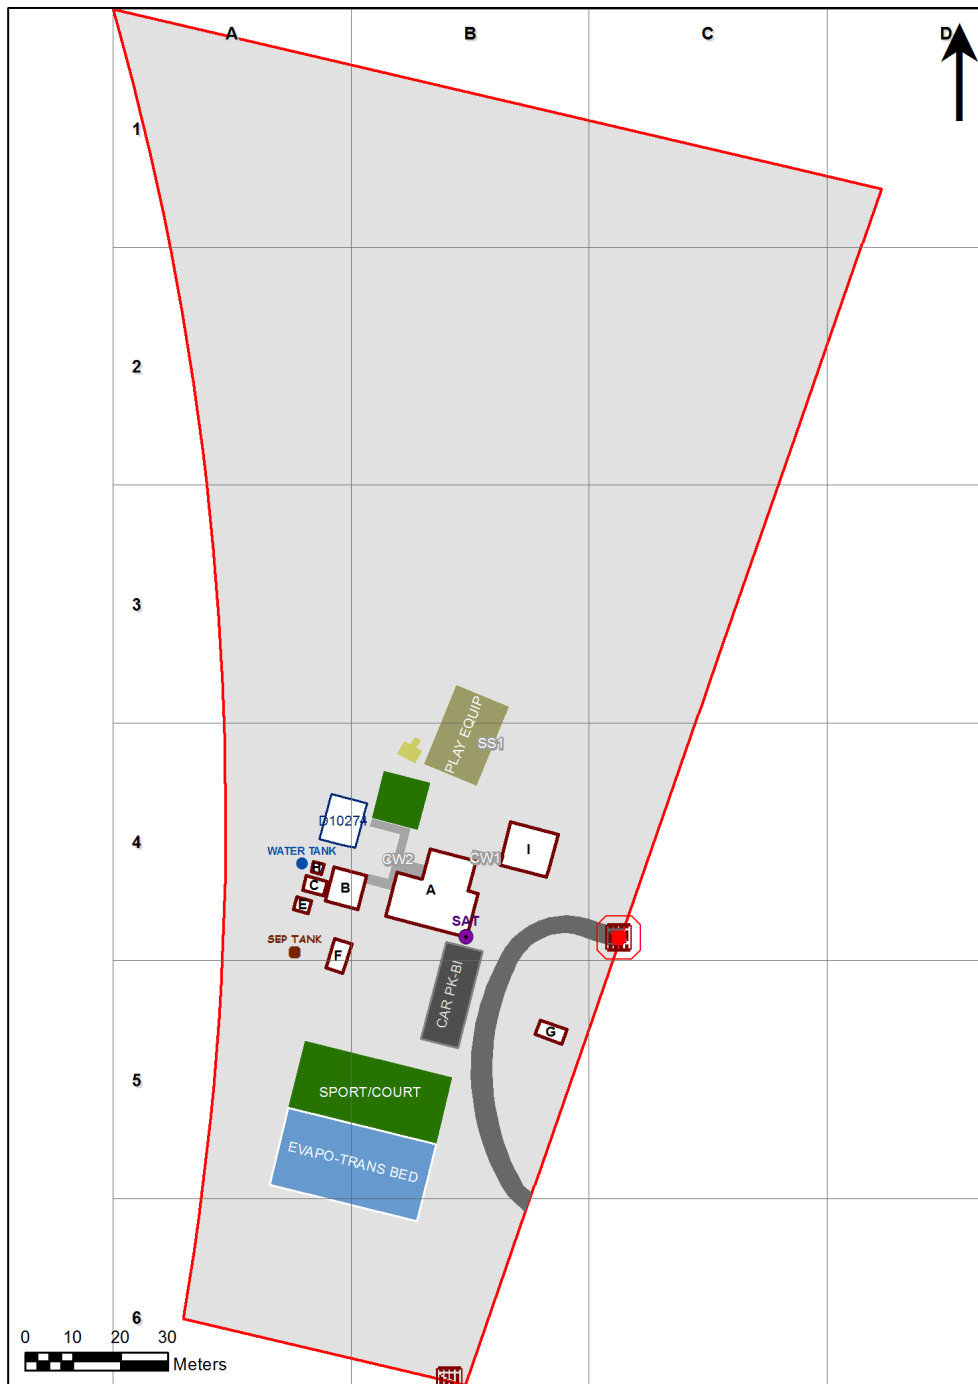 A
B
C
D
1
2
3
PLAY EQUIP
SS1
D10274
4
WATER TANK
I
CW2
CW1
H
C
B
A
E
SAT
SEP TANK
F
CAR PK-BI
G
5
SPORT/COURT
EVAPO-TRANS BED
6
0 10 20 30
Meters